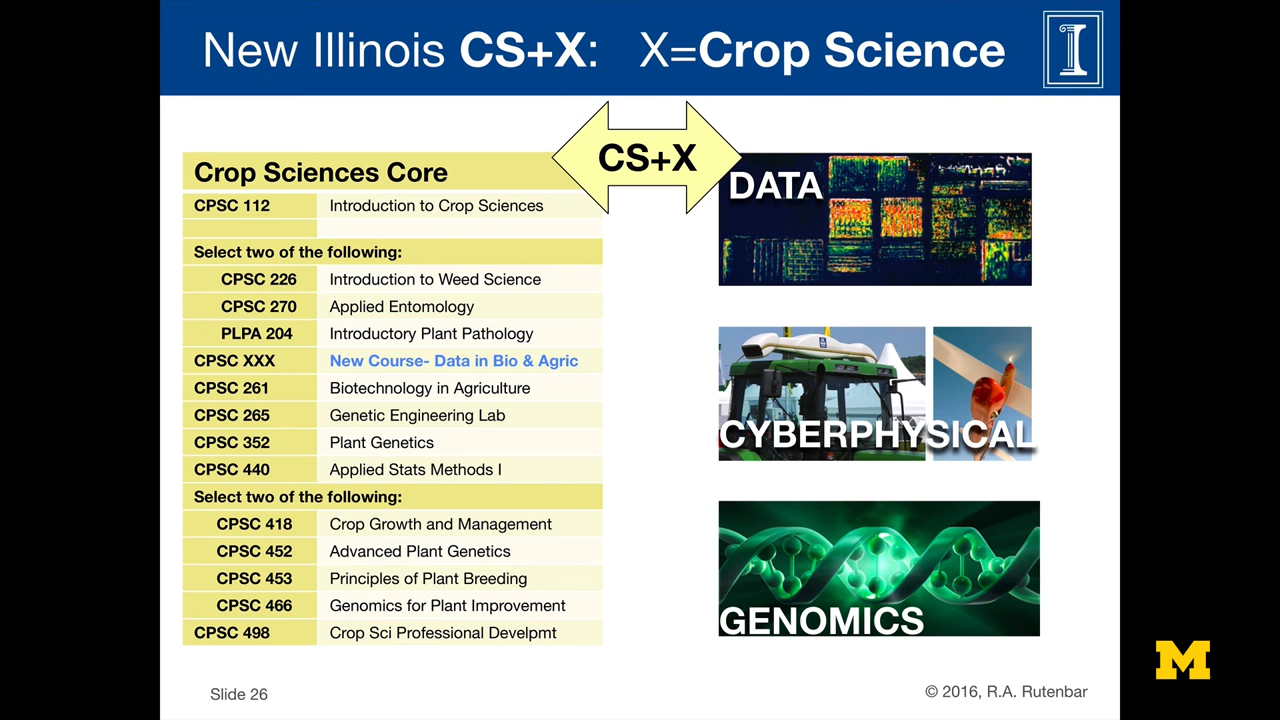 New Illinois CS+X: X=Crop Science
I
CS+X
Crop Sciences Core
CPSC 112 Introduction to Crop Sciences
Select two of the following:
CPSC 226 Introduction to Weed Science
CPSC 270 Applied Entomology
PLPA 204 Introductory Plant Pathology
CPSC XXX New Course- Data in Bio & Agric
CPSC 261 Biotechnology in Agriculture
CPSC 265 Genetic Engineering Lab
CPSC 352 Plant Genetics
CPSC 440 Applied Stats Methods I
Select two of the following:
CPSC 418 Crop Growth and Management
CPSC 452 Advanced Plant Genetics
CPSC 453 Principles of Plant Breeding
CPSC 466 Genomics for Plant Improvement
CPSC 498 Crop Sci Professional Develpmt
DATA
CYBERPHYSICAL
GENOMICS
Slide 26
© 2016, R.A. Rutenbar
M